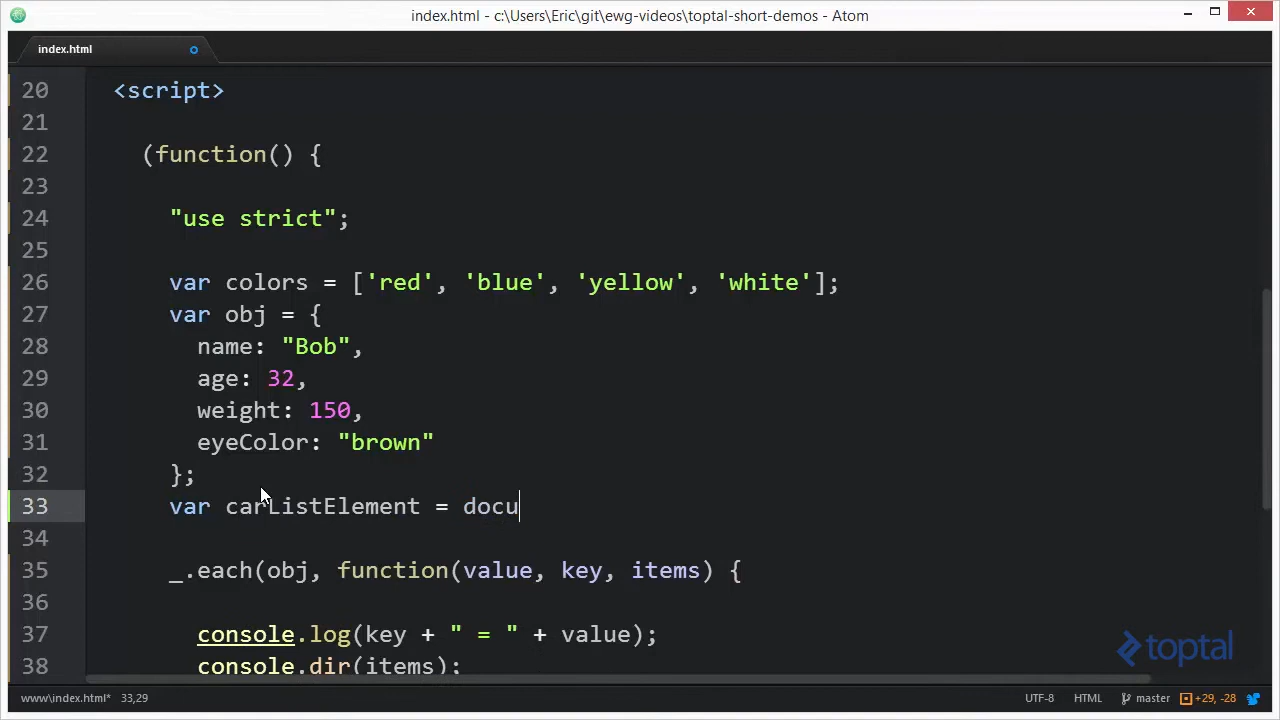 index.html - c:\Users\Eric\git\ewg-videos\toptal-short-demos - Atom
index.html
20 <script>
21
22 (function() {
23
24 "use strict";
25
26 var colors = ['red', 'blue', 'yellow', 'white'];
27 var obj = {
28 name: "Bob",
29 age: 32,
30 weight: 150,
31 eyeColor: "brown"
32 };
33 var carListElement = docu
34
35 _.each(obj, function(value, key, items) {
36
37 console.log(key + " = " + value);
38 console.dir(items);
toptal
www\index.html* 33,29 UTF-8 HTML master +29, -28